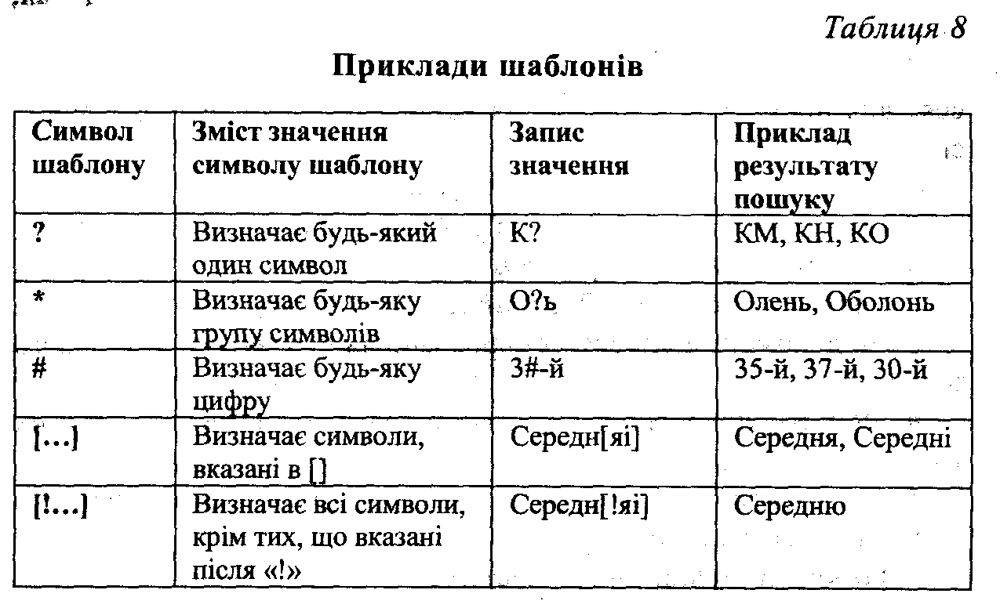 Таблиця 8
Приклади шаблонів
Символ
шаблону
Зміст значення
символу шаблону
Запис
значення
Приклад
результату
пошуку
?
Визначає будь-який
один символ
К?
КМ, КН, КО
*
Визначає будь-яку
групу символів
О?ь
Олень, Оболонь
#
Визначає будь-яку
цифру
3#-й
35-й, 37-й, 30-й
[...]
Визначає символи,
вказані в []
Середн[яі]
Середня, Середні
[!...]
Визначає всі символи,
крім тих, що вказані
після «!»
Середн[!яі]
Середню